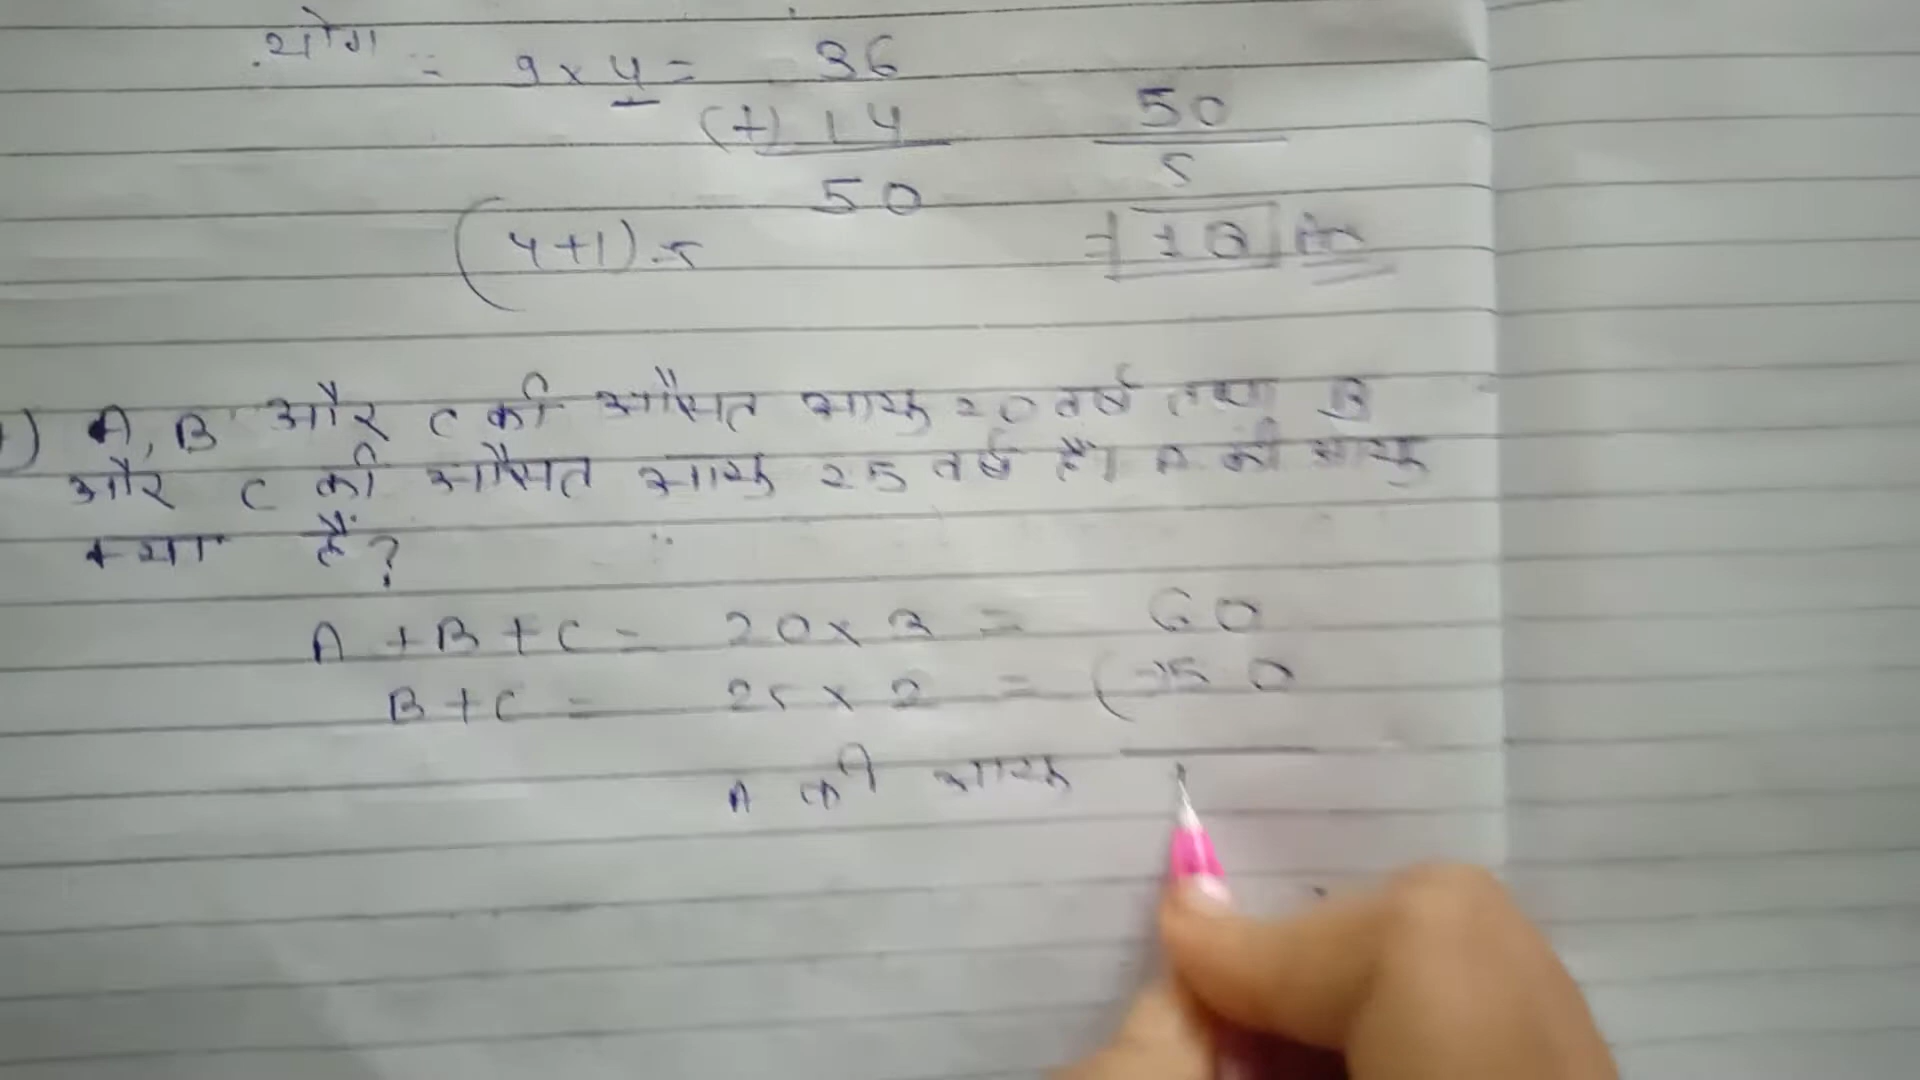 योग = 9 x 4 = 36
(+) 14
50
50
5
(4+1) = 5
= 10
A, B और C की औसत आयु 20 वर्ष तथा B
और C की औसत आयु 25 वर्ष है। A की आयु
क्या हैं?
A + B + C = 20 x 3 = 60
B + C = 25 x 2 = (-) 50
A की आयु